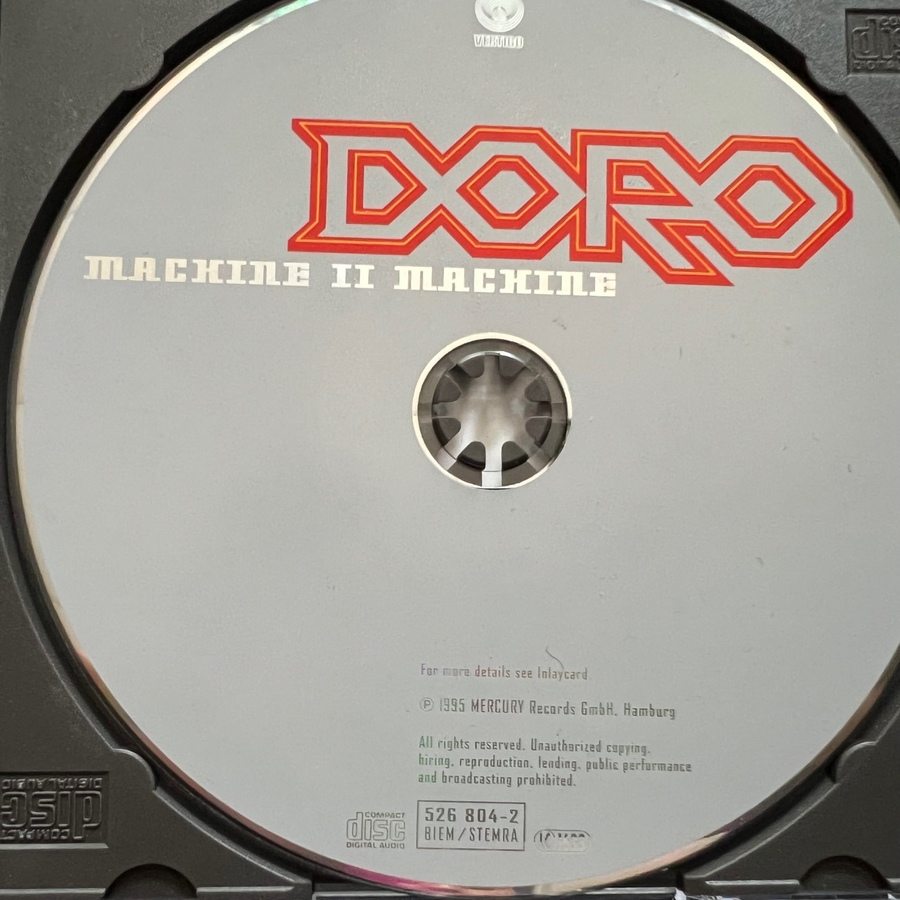 VERTIGO
DORO
MACHINE II MACHINE
For more details see Inlaycard
℗ 1995 MERCURY Records GmbH, Hamburg
All rights reserved. Unauthorized copying,
hiring, reproduction, lending, public performance
and broadcasting prohibited.
COMPACT
disc
DIGITAL AUDIO
526 804-2
BIEM/STEMRA
COMPACT
disc
DIGITAL AUDIO